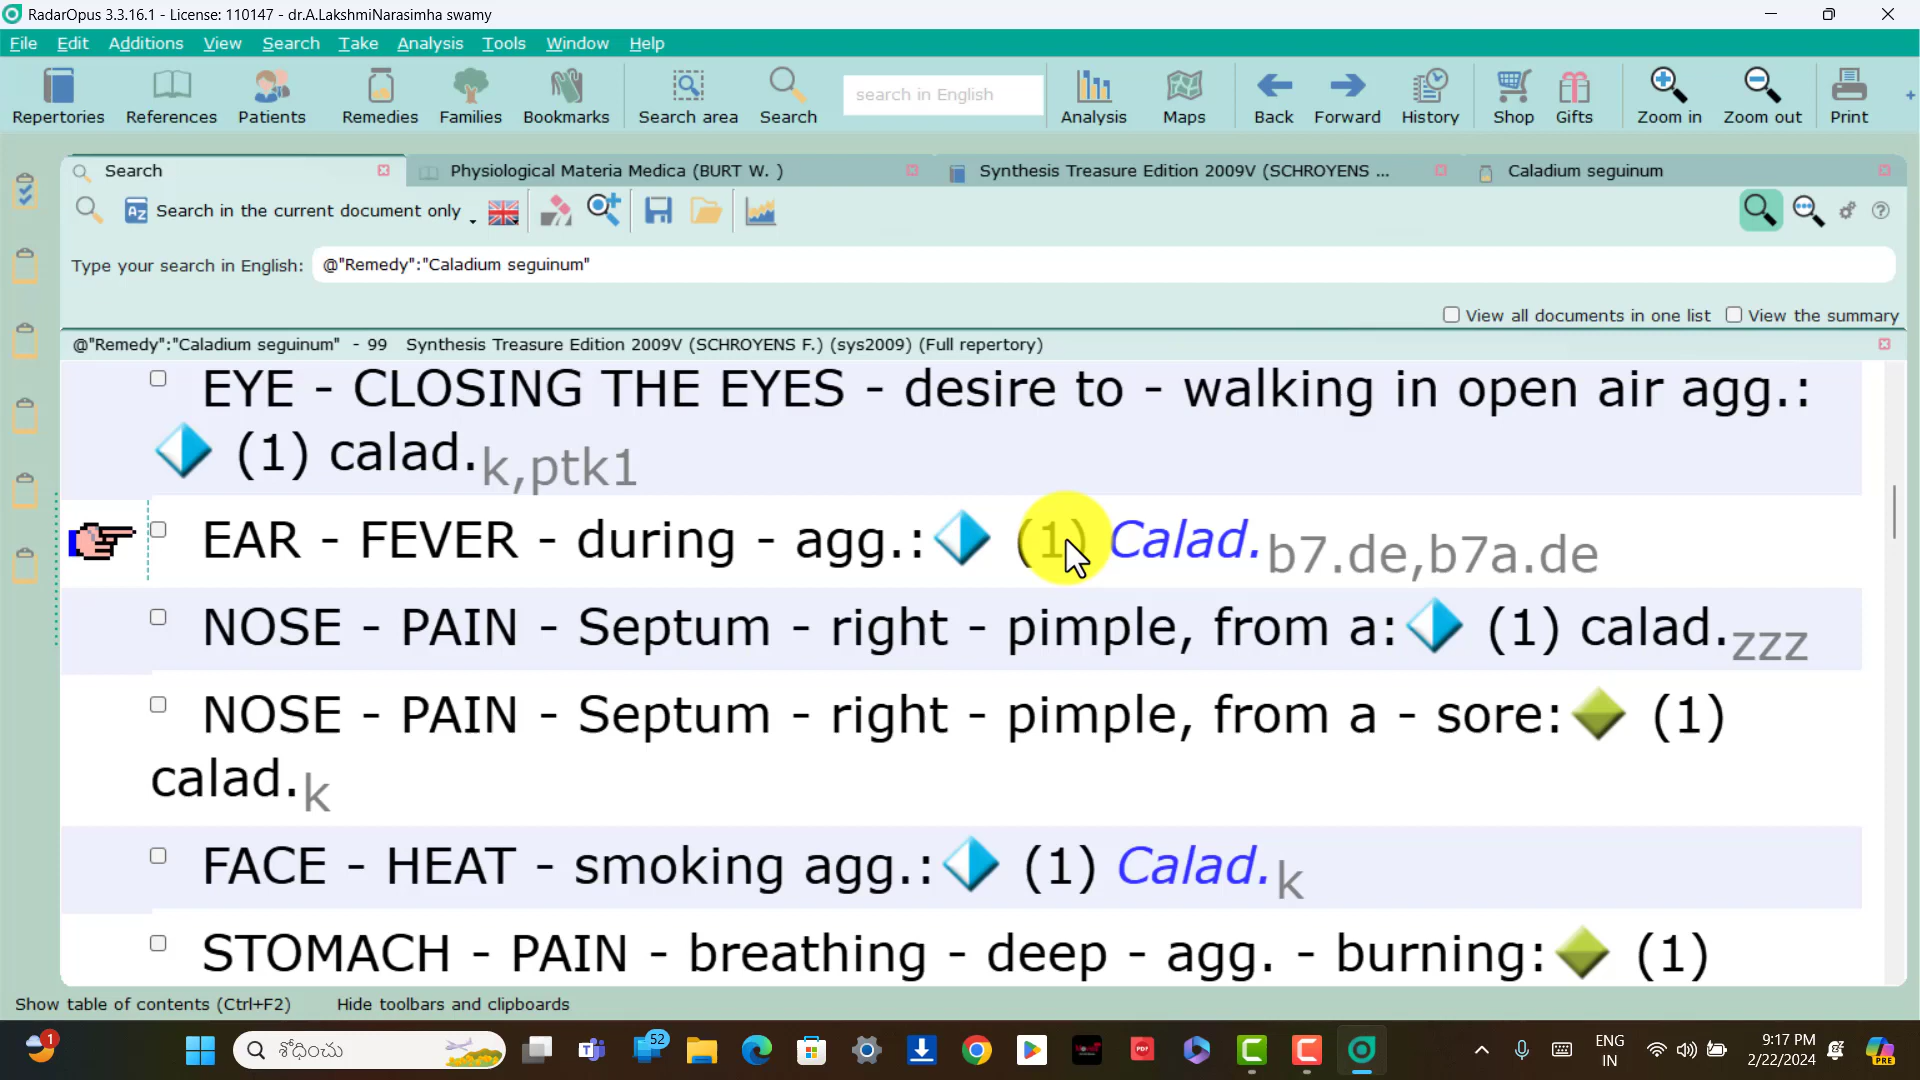 RadarOpus 3.3.16.1 - License: 110147 - dr.A.LakshmiNarasimha swamy
File Edit Additions View Search Take Analysis Tools Window Help
Repertories References Patients Remedies Families Bookmarks Search area Search search in English Analysis Maps Back Forward History Shop Gifts Zoom in Zoom out Print
Search Physiological Materia Medica (BURT W. ) Synthesis Treasure Edition 2009V (SCHROYENS ... Caladium seguinum
Search in the current document only
Type your search in English: @"Remedy":"Caladium seguinum"
View all documents in one list View the summary
@"Remedy":"Caladium seguinum" - 99 Synthesis Treasure Edition 2009V (SCHROYENS F.) (sys2009) (Full repertory)
EYE - CLOSING THE EYES - desire to - walking in open air agg.:
(1) calad.k,ptk1
EAR - FEVER - during - agg.: (1) Calad.b7.de,b7a.de
NOSE - PAIN - Septum - right - pimple, from a: (1) calad.zzz
NOSE - PAIN - Septum - right - pimple, from a - sore: (1)
calad.k
FACE - HEAT - smoking agg.: (1) Calad.k
STOMACH - PAIN - breathing - deep - agg. - burning: (1)
Show table of contents (Ctrl+F2) Hide toolbars and clipboards
1 శోధించు 52 ENG 9:17 PM
IN 2/22/2024